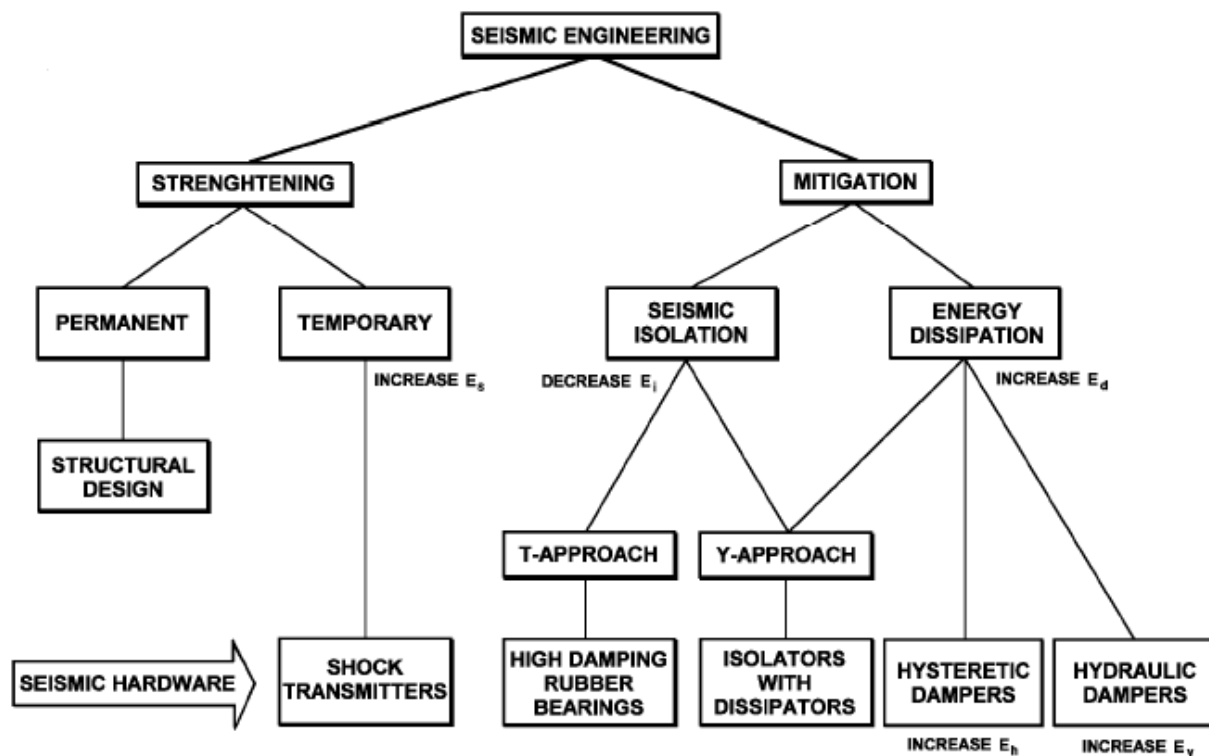 SEISMIC ENGINEERING
STRENGHTENING
MITIGATION
PERMANENT
TEMPORARY
INCREASE Es
SEISMIC
ISOLATION
DECREASE Ei
ENERGY
DISSIPATION
INCREASE Ed
STRUCTURAL
DESIGN
T-APPROACH
Y-APPROACH
SEISMIC HARDWARE
SHOCK
TRANSMITTERS
HIGH DAMPING
RUBBER
BEARINGS
ISOLATORS
WITH
DISSIPATORS
HYSTERETIC
DAMPERS
INCREASE Eh
HYDRAULIC
DAMPERS
INCREASE Ev